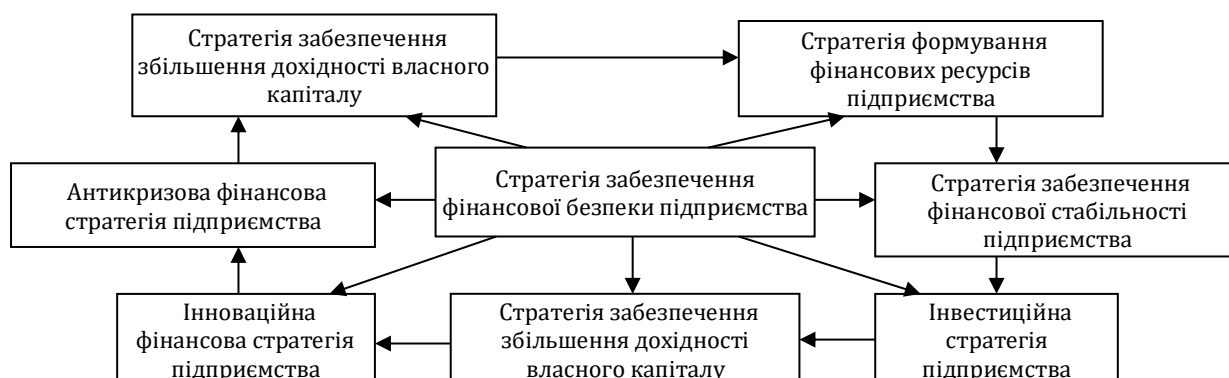 Стратегія забезпечення
збільшення дохідності власного
капіталу
Стратегія формування
фінансових ресурсів
підприємства
Антикризова фінансова
стратегія підприємства
Стратегія забезпечення
фінансової безпеки підприємства
Стратегія забезпечення
фінансової стабільності
підприємства
Інноваційна
фінансова стратегія
підприємства
Стратегія забезпечення
збільшення дохідності
власного капіталу
Інвестиційна
стратегія
підприємства